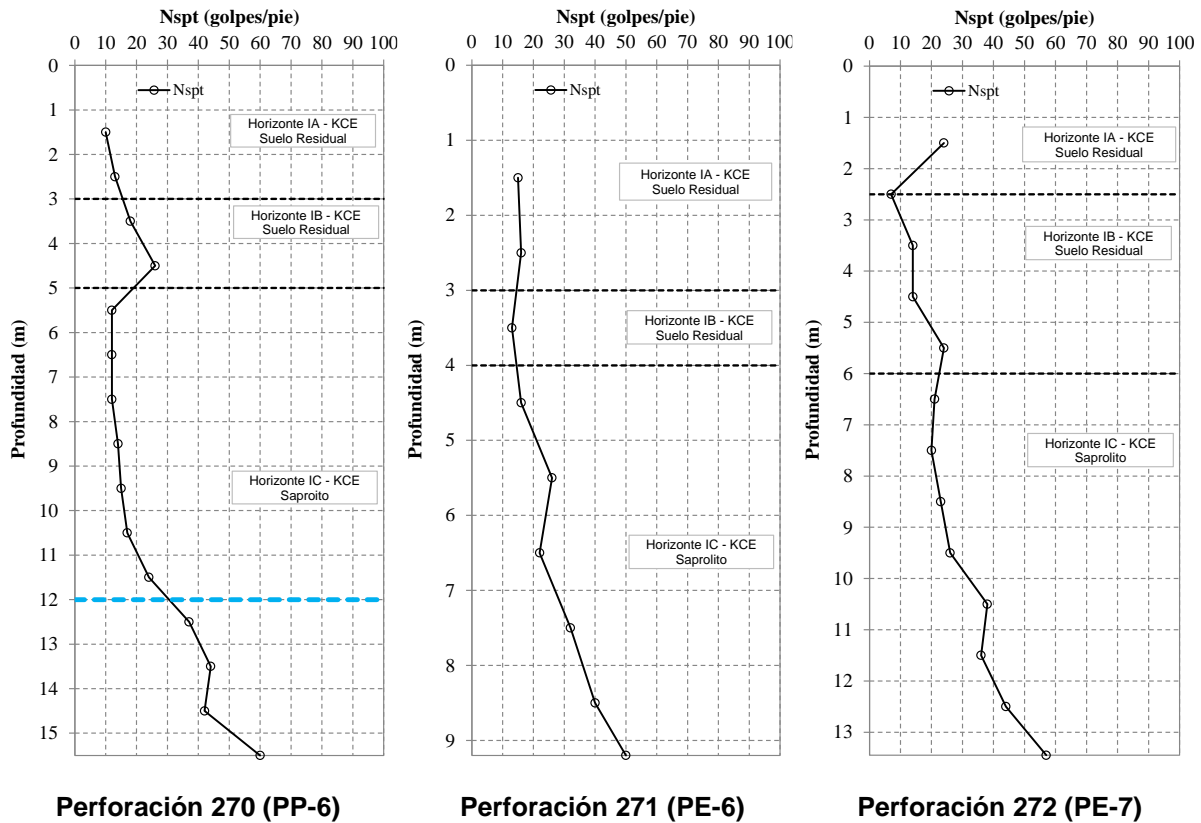 Nspt (golpes/pie)
0 10 20 30 40 50 60 70 80 90 100
Nspt
Horizonte IA - KCE
Suelo Residual
Horizonte IB - KCE
Suelo Residual
Horizonte IC - KCE
Saproito
Profundidad (m)
0
1
2
3
4
5
6
7
8
9
10
11
12
13
14
15
Perforación 270 (PP-6)
Nspt (golpes/pie)
0 10 20 30 40 50 60 70 80 90 100
Nspt
Horizonte IA - KCE
Suelo Residual
Horizonte IB - KCE
Suelo Residual
Horizonte IC - KCE
Saprolito
Profundidad (m)
0
1
2
3
4
5
6
7
8
9
Perforación 271 (PE-6)
Nspt (golpes/pie)
0 10 20 30 40 50 60 70 80 90 100
Nspt
Horizonte IA - KCE
Suelo Residual
Horizonte IB - KCE
Suelo Residual
Horizonte IC - KCE
Saprolito
Profundidad (m)
0
1
2
3
4
5
6
7
8
9
10
11
12
13
Perforación 272 (PE-7)